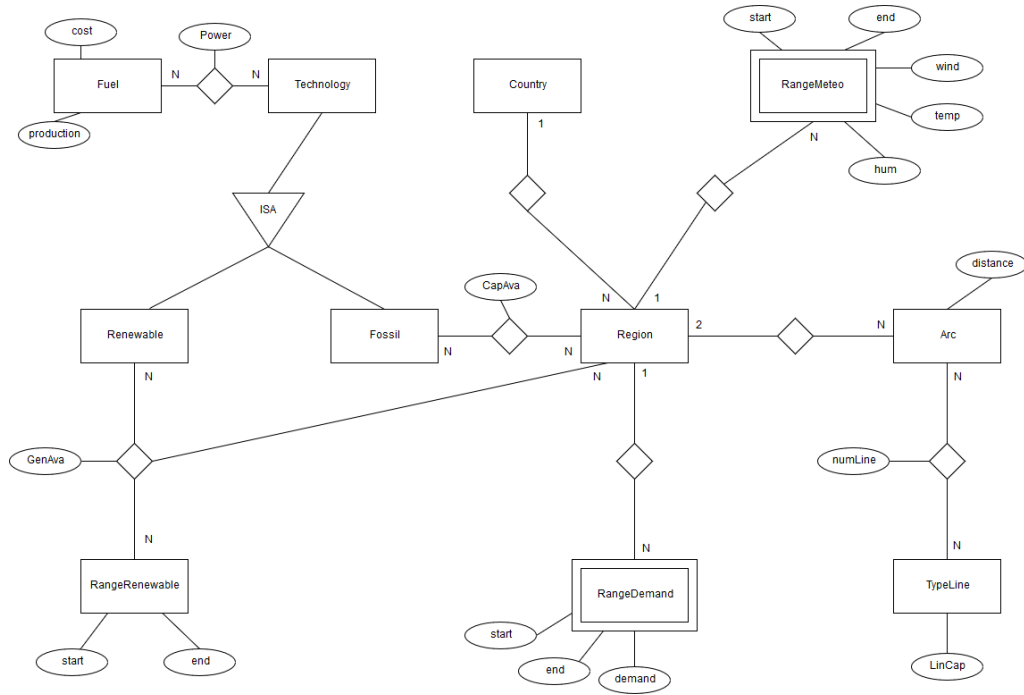 start
end
cost
Power
wind
N
N
Fuel
Technology
Country
RangeMeteo
temp
production
1
N
hum
ISA
distance
CapAva
N
1
2
N
Renewable
Fossil
Region
Arc
N
N
N
N
1
N
GenAva
numLine
N
N
N
RangeRenewable
RangeDemand
TypeLine
start
start
end
end
demand
LinCap